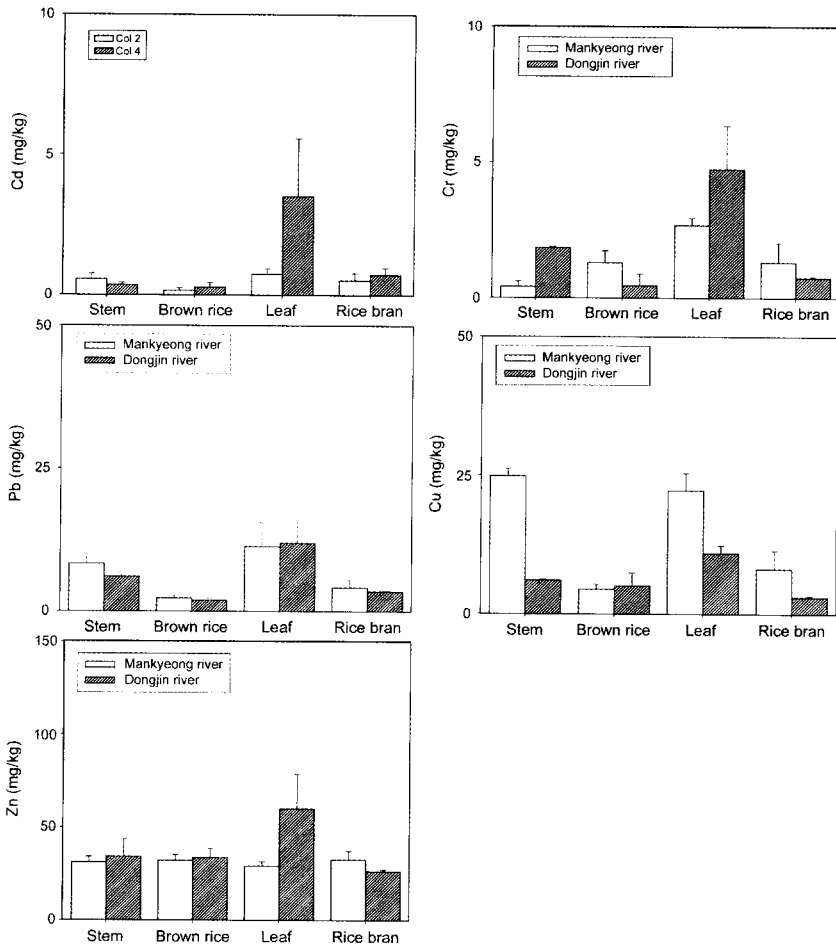 10
Col 2
Col 4
5
Cd (mg/kg)
0
Stem Brown rice Leaf Rice bran
10
Mankyeong river
Dongjin river
5
Cr (mg/kg)
0
Stem Brown rice Leaf Rice bran
50
Mankyeong river
Dongjin river
25
Pb (mg/kg)
0
Stem Brown rice Leaf Rice bran
50
Mankyeong river
Dongjin river
25
Cu (mg/kg)
0
Stem Brown rice Leaf Rice bran
150
Mankyeong river
Dongjin river
100
Zn (mg/kg)
50
0
Stem Brown rice Leaf Rice bran